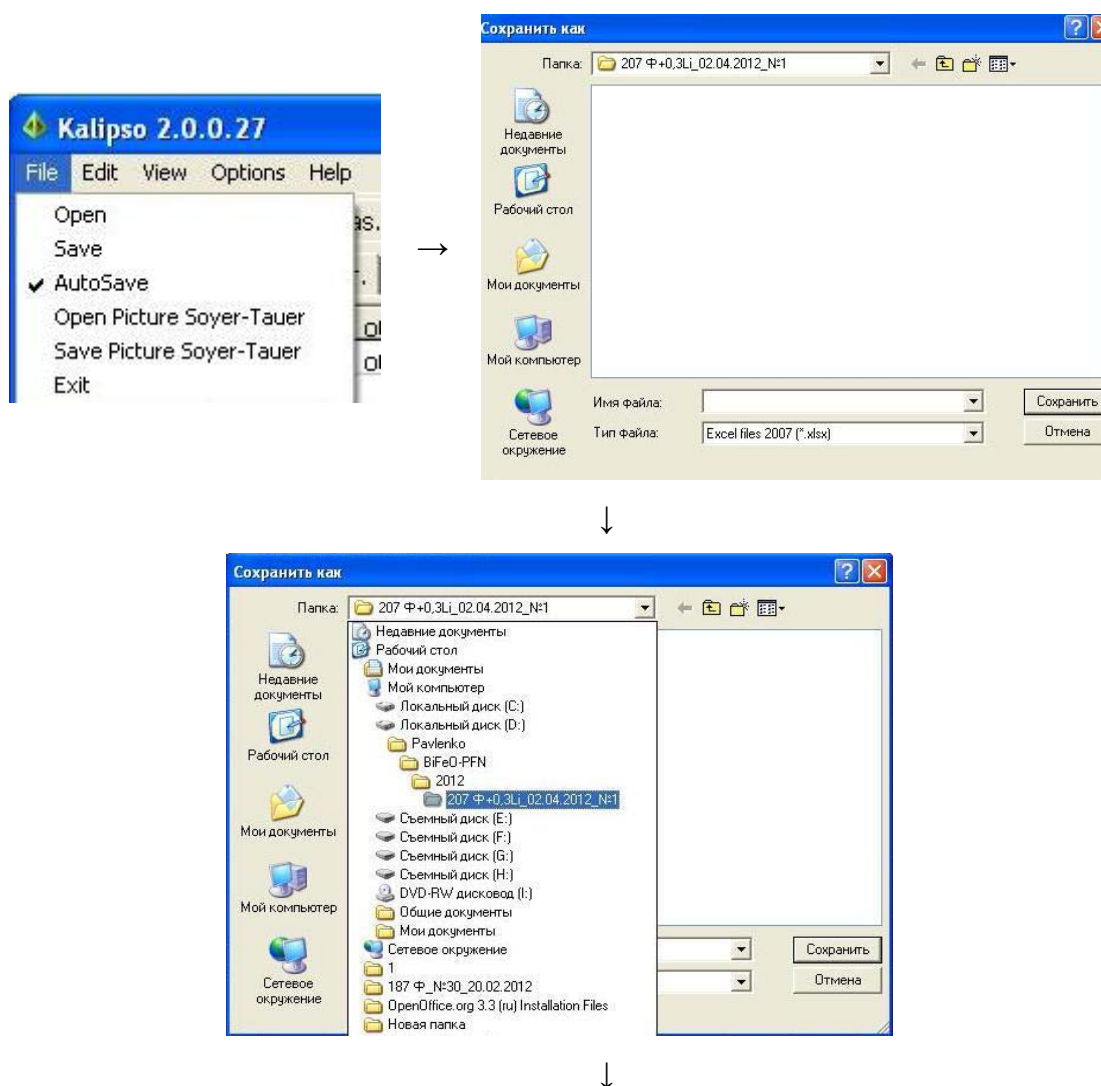 Kalipso 2.0.0.27
File Edit View Options Help
Open
Save
AutoSave
Open Picture Soyer-Tauer
Save Picture Soyer-Tauer
Exit
→
Сохранить как
Папка: 207 Ф+0,3Li_02.04.2012_№1
Недавние документы
Рабочий стол
Мои документы
Мой компьютер
Сетевое окружение
Имя файла:
Сохранить
Тип файла: Excel files 2007 (*.xlsx)
Отмена
↓
Сохранить как
Папка: 207 Ф+0,3Li_02.04.2012_№1
Недавние документы
Рабочий стол
Мои документы
Мой компьютер
Сетевое окружение
Недавние документы
Рабочий стол
Мои документы
Мой компьютер
Локальный диск (C:)
Локальный диск (D:)
Pavlenko
BiFeO-PFN
2012
207 Ф+0,3Li_02.04.2012_№1
Съемный диск (E:)
Съемный диск (F:)
Съемный диск (G:)
Съемный диск (H:)
DVD-RW дисковод (I:)
Общие документы
Мои документы
Сетевое окружение
1
187 Ф_№30_20.02.2012
OpenOffice.org 3.3 (ru) Installation Files
Новая папка
Сохранить
Отмена
↓